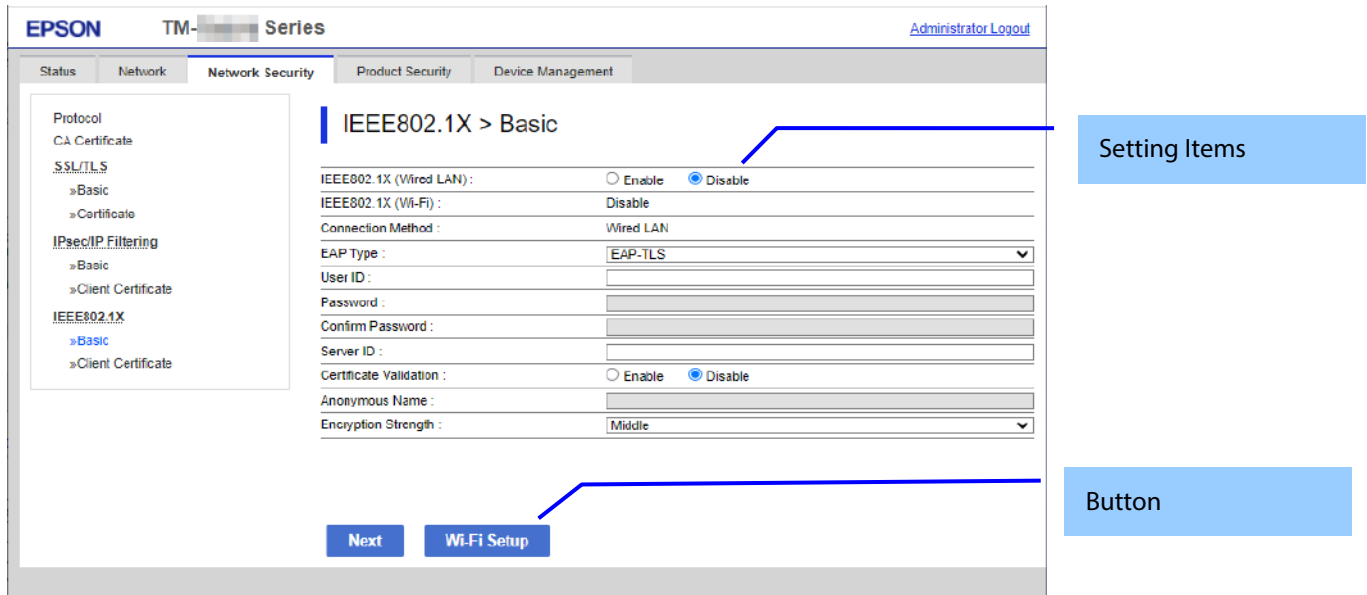 EPSON TM- Series Administrator Logout
Status Network Network Security Product Security Device Management
Protocol
CA Certificate
SSL/TLS
»Basic
»Certificate
IPsec/IP Filtering
»Basic
»Client Certificate
IEEE802.1X
»Basic
»Client Certificate
IEEE802.1X > Basic
IEEE802.1X (Wired LAN) : Enable Disable
IEEE802.1X (Wi-Fi) : Disable
Connection Method : Wired LAN
EAP Type : EAP-TLS
User ID :
Password :
Confirm Password :
Server ID :
Certificate Validation : Enable Disable
Anonymous Name :
Encryption Strength : Middle
Next Wi-Fi Setup
Setting Items
Button